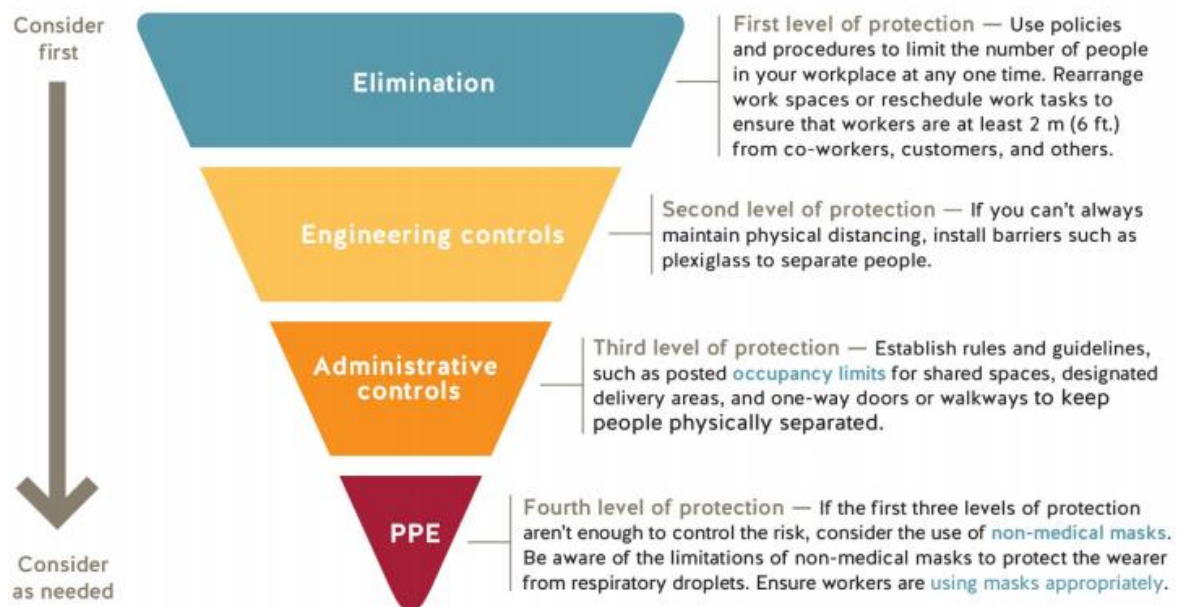 Consider
first
Elimination
First level of protection — Use policies
and procedures to limit the number of people
in your workplace at any one time. Rearrange
work spaces or reschedule work tasks to
ensure that workers are at least 2 m (6 ft.)
from co-workers, customers, and others.
Engineering controls
Second level of protection — If you can't always
maintain physical distancing, install barriers such as
plexiglass to separate people.
Administrative
controls
Third level of protection — Establish rules and guidelines,
such as posted occupancy limits for shared spaces, designated
delivery areas, and one-way doors or walkways to keep
people physically separated.
PPE
Fourth level of protection — If the first three levels of protection
aren't enough to control the risk, consider the use of non-medical masks.
Be aware of the limitations of non-medical masks to protect the wearer
from respiratory droplets. Ensure workers are using masks appropriately.
Consider
as needed